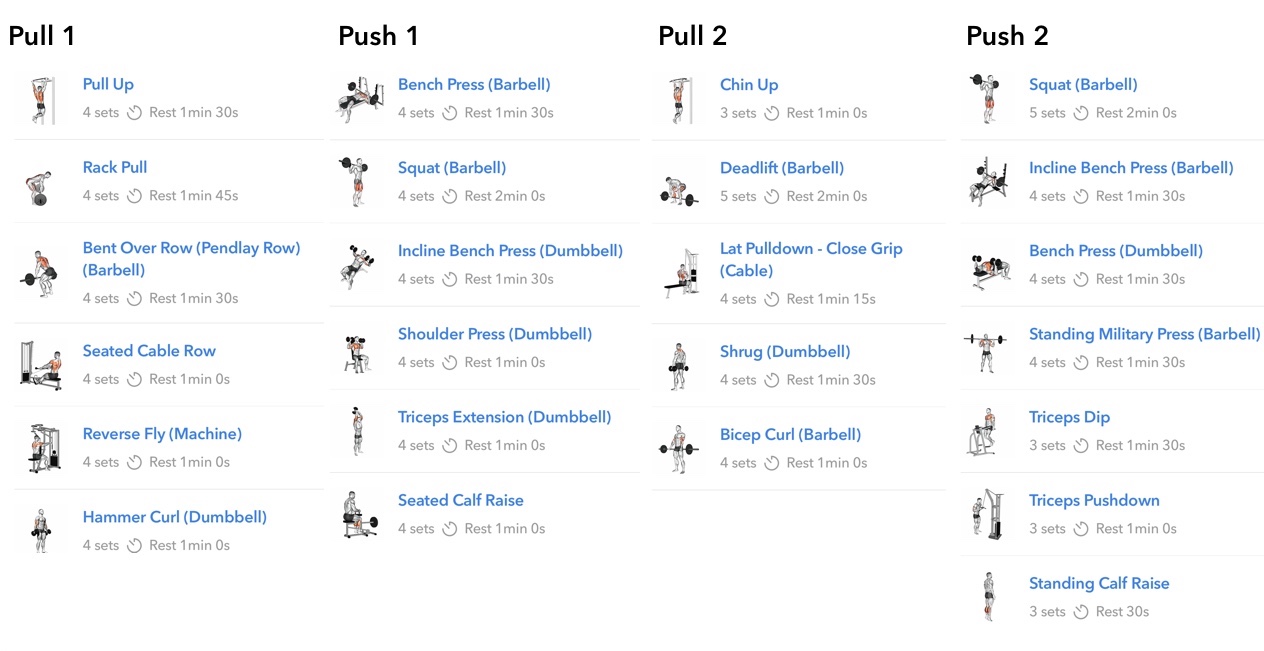 Pull 1
Pull Up
4 sets Rest 1min 30s
Rack Pull
4 sets Rest 1min 45s
Bent Over Row (Pendlay Row)
(Barbell)
4 sets Rest 1min 30s
Seated Cable Row
4 sets Rest 1min 0s
Reverse Fly (Machine)
4 sets Rest 1min 0s
Hammer Curl (Dumbbell)
4 sets Rest 1min 0s
Push 1
Bench Press (Barbell)
4 sets Rest 1min 30s
Squat (Barbell)
4 sets Rest 2min 0s
Incline Bench Press (Dumbbell)
4 sets Rest 1min 30s
Shoulder Press (Dumbbell)
4 sets Rest 1min 0s
Triceps Extension (Dumbbell)
4 sets Rest 1min 0s
Seated Calf Raise
4 sets Rest 1min 0s
Pull 2
Chin Up
3 sets Rest 1min 0s
Deadlift (Barbell)
5 sets Rest 2min 0s
Lat Pulldown - Close Grip
(Cable)
4 sets Rest 1min 15s
Shrug (Dumbbell)
4 sets Rest 1min 30s
Bicep Curl (Barbell)
4 sets Rest 1min 0s
Push 2
Squat (Barbell)
5 sets Rest 2min 0s
Incline Bench Press (Barbell)
4 sets Rest 1min 30s
Bench Press (Dumbbell)
4 sets Rest 1min 30s
Standing Military Press (Barbell)
4 sets Rest 1min 30s
Triceps Dip
3 sets Rest 1min 30s
Triceps Pushdown
3 sets Rest 1min 0s
Standing Calf Raise
3 sets Rest 30s